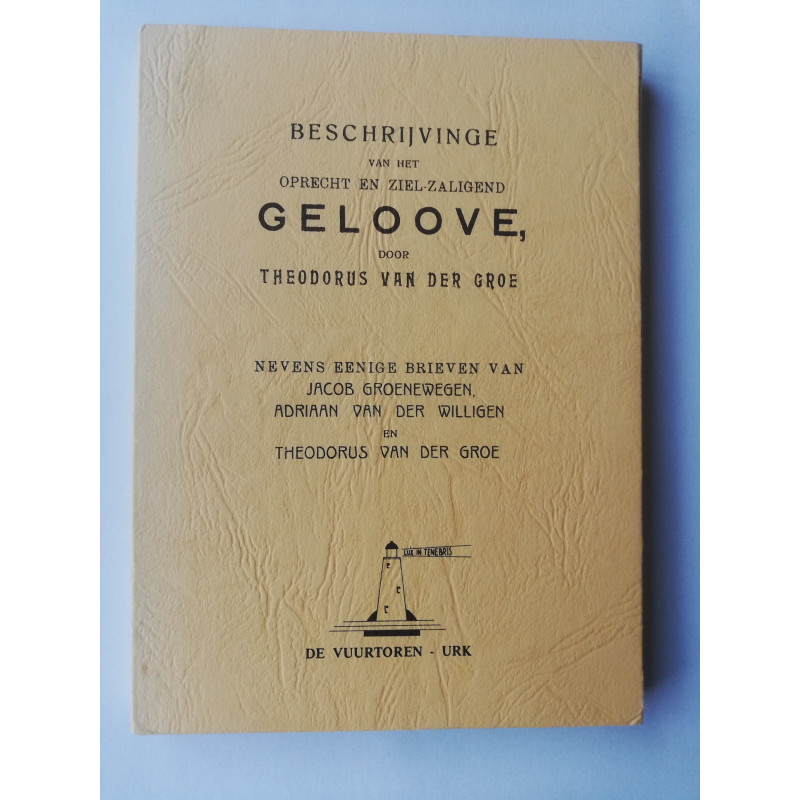 BESCHRIJVINGE
VAN HET
OPRECHT EN ZIEL-ZALIGEND
GELOOVE,
DOOR
THEODORUS VAN DER GROE
NEVENS EENIGE BRIEVEN VAN
JACOB GROENEWEGEN,
ADRIAAN VAN DER WILLIGEN
EN
THEODORUS VAN DER GROE
LUX IN TENEBRIS
DE VUURTOREN - URK